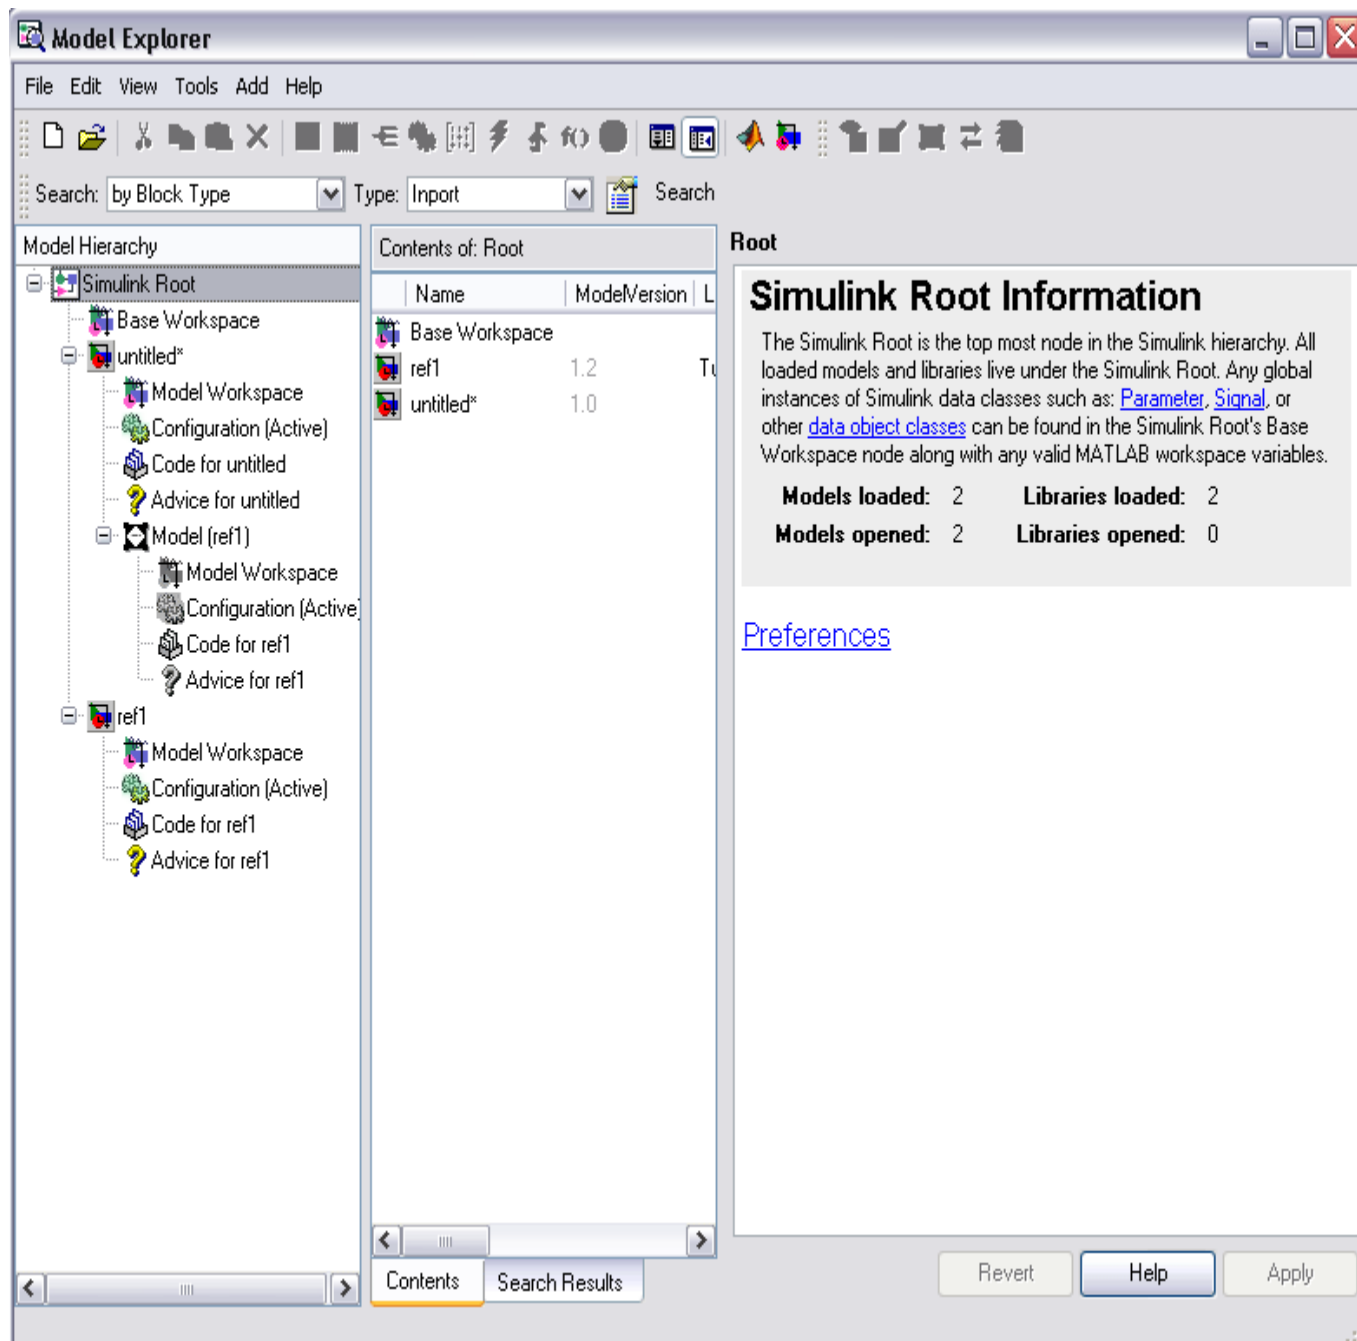 Model Explorer
File Edit View Tools Add Help
Search: by Block Type Type: Inport Search
Model Hierarchy
Simulink Root
Base Workspace
untitled*
Model Workspace
Configuration (Active)
Code for untitled
Advice for untitled
Model (ref1)
Model Workspace
Configuration (Active)
Code for ref1
Advice for ref1
ref1
Model Workspace
Configuration (Active)
Code for ref1
Advice for ref1
Contents of: Root
Name ModelVersion L
Base Workspace
ref1 1.2 Tu
untitled* 1.0
Contents Search Results
Root
Simulink Root Information
The Simulink Root is the top most node in the Simulink hierarchy. All
loaded models and libraries live under the Simulink Root. Any global
instances of Simulink data classes such as: Parameter, Signal, or
other data object classes can be found in the Simulink Root's Base
Workspace node along with any valid MATLAB workspace variables.
Models loaded: 2 Libraries loaded: 2
Models opened: 2 Libraries opened: 0
Preferences
Revert Help Apply